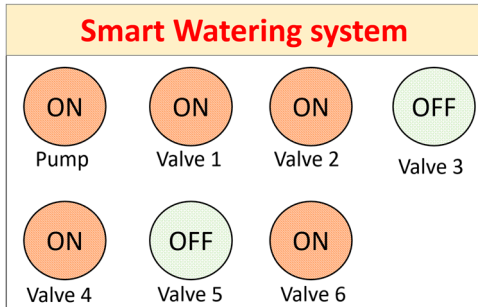 Smart Watering system
ON ON ON OFF
Pump Valve 1 Valve 2 Valve 3
ON OFF ON
Valve 4 Valve 5 Valve 6